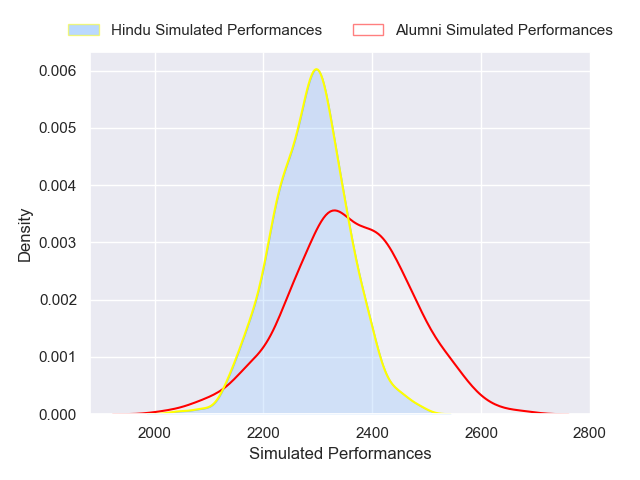 Hindu Simulated Performances Alumni Simulated Performances
0.006
0.005
0.004
0.003
0.002
0.001
0.000
Density
2000 2200 2400 2600 2800
Simulated Performances